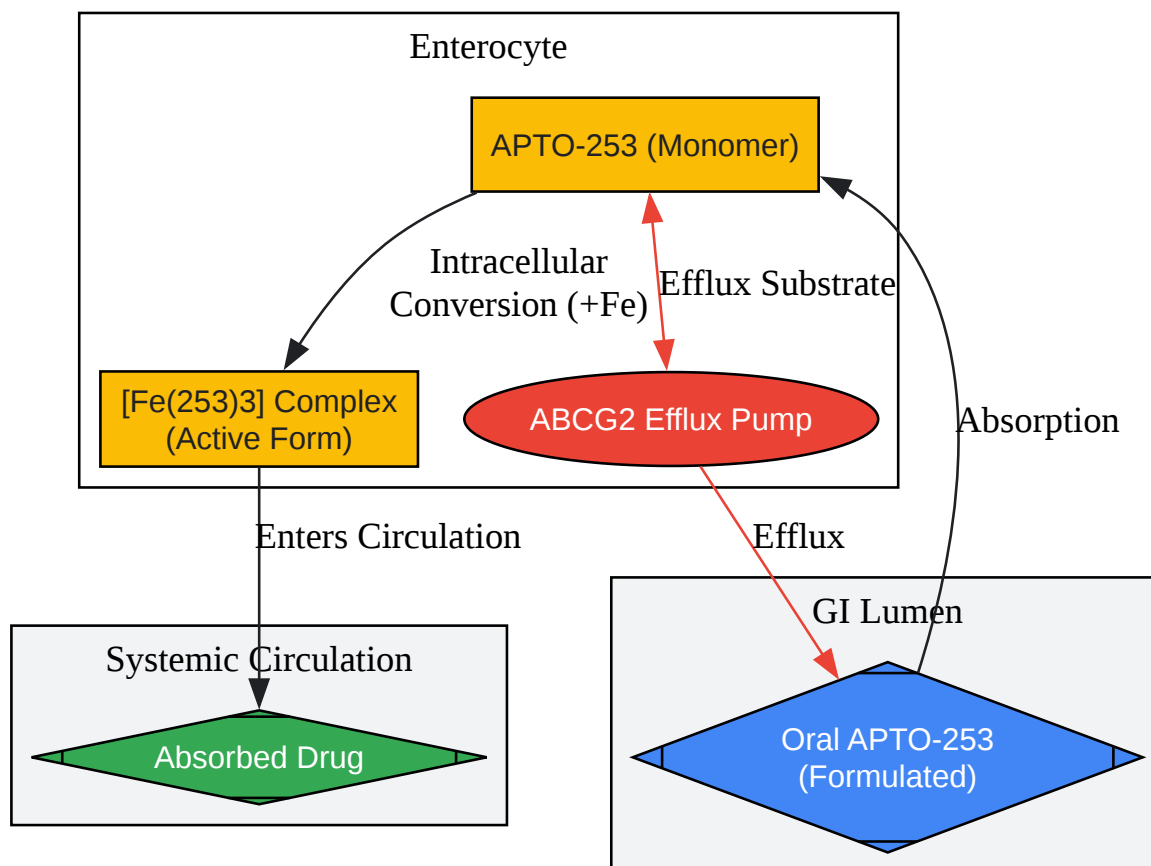 Enterocyte
APTO-253 (Monomer)
Intracellular
Conversion (+Fe)
Efflux Substrate
[Fe(253)3] Complex
(Active Form)
ABCG2 Efflux Pump
Absorption
Enters Circulation
Efflux
GI Lumen
Systemic Circulation
Absorbed Drug
Oral APTO-253
(Formulated)